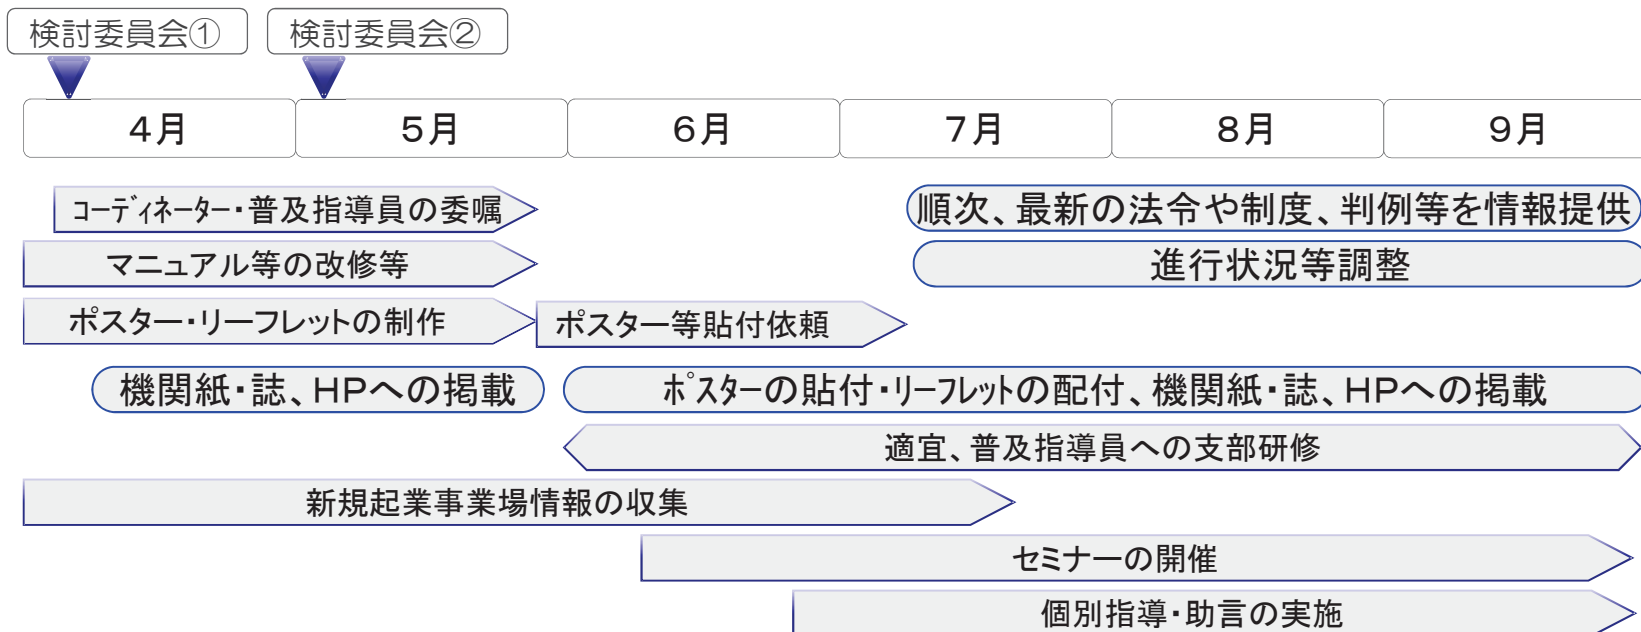 検討委員会①
検討委員会②
4月
5月
6月
7月
8月
9月
ｺｰﾃﾞｨﾈｰﾀｰ・普及指導員の委嘱
順次、最新の法令や制度、判例等を情報提供
マニュアル等の改修等
進行状況等調整
ポスター・リーフレットの制作
ポスター等貼付依頼
機関紙・誌、HPへの掲載
ポスターの貼付・リーフレットの配付、機関紙・誌、HPへの掲載
適宜、普及指導員への支部研修
新規起業事業場情報の収集
セミナーの開催
個別指導・助言の実施